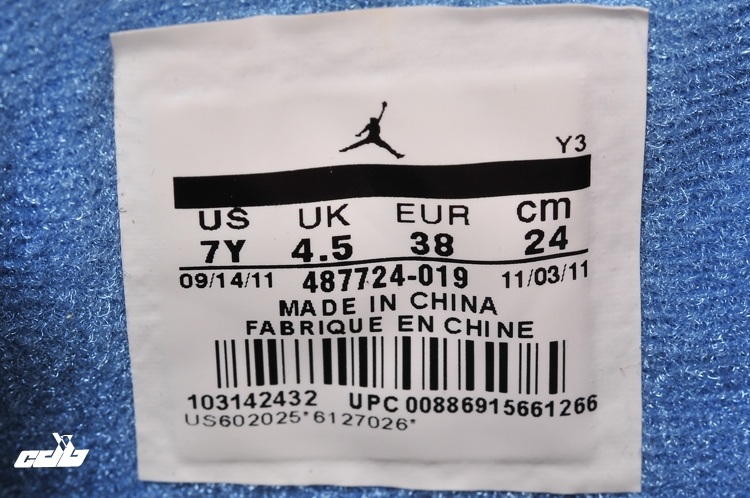 Y3
US UK EUR cm
7Y 4.5 38 24
09/14/11 487724-019 11/03/11
MADE IN CHINA
FABRIQUE EN CHINE
103142432 UPC 00886915661266
US602025*6127026*
cdb